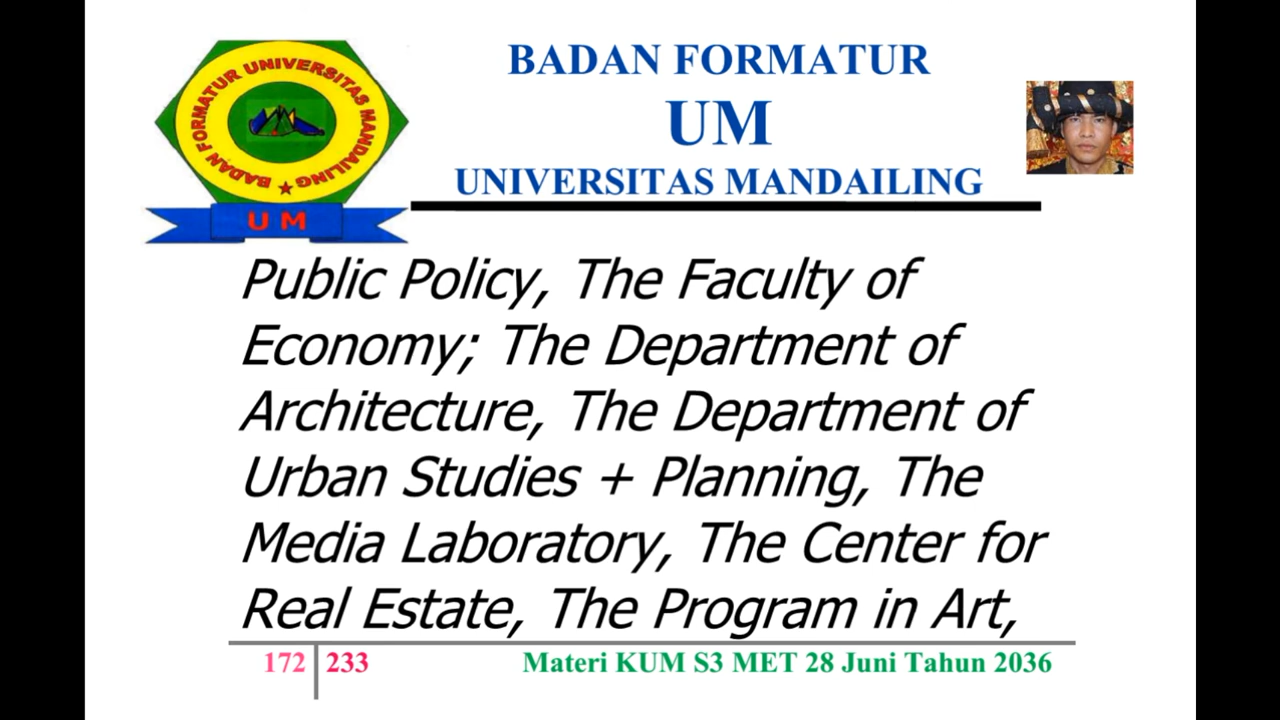 BADAN FORMATUR UNIVERSITAS MANDAILING
U M
BADAN FORMATUR
UM
UNIVERSITAS MANDAILING
Public Policy, The Faculty of
Economy; The Department of
Architecture, The Department of
Urban Studies + Planning, The
Media Laboratory, The Center for
Real Estate, The Program in Art,
172 233 Materi KUM S3 MET 28 Juni Tahun 2036